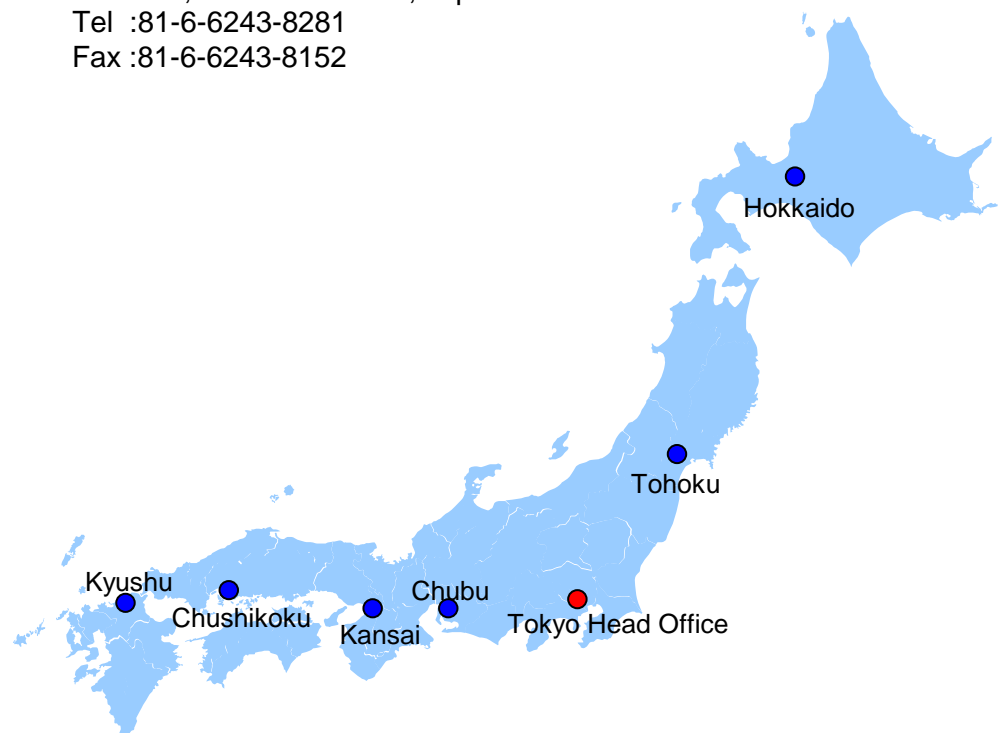 Tel :81-6-6243-8281
Fax :81-6-6243-8152
Hokkaido
Tohoku
Kyushu
Chubu
Chushikoku
Kansai
Tokyo Head Office